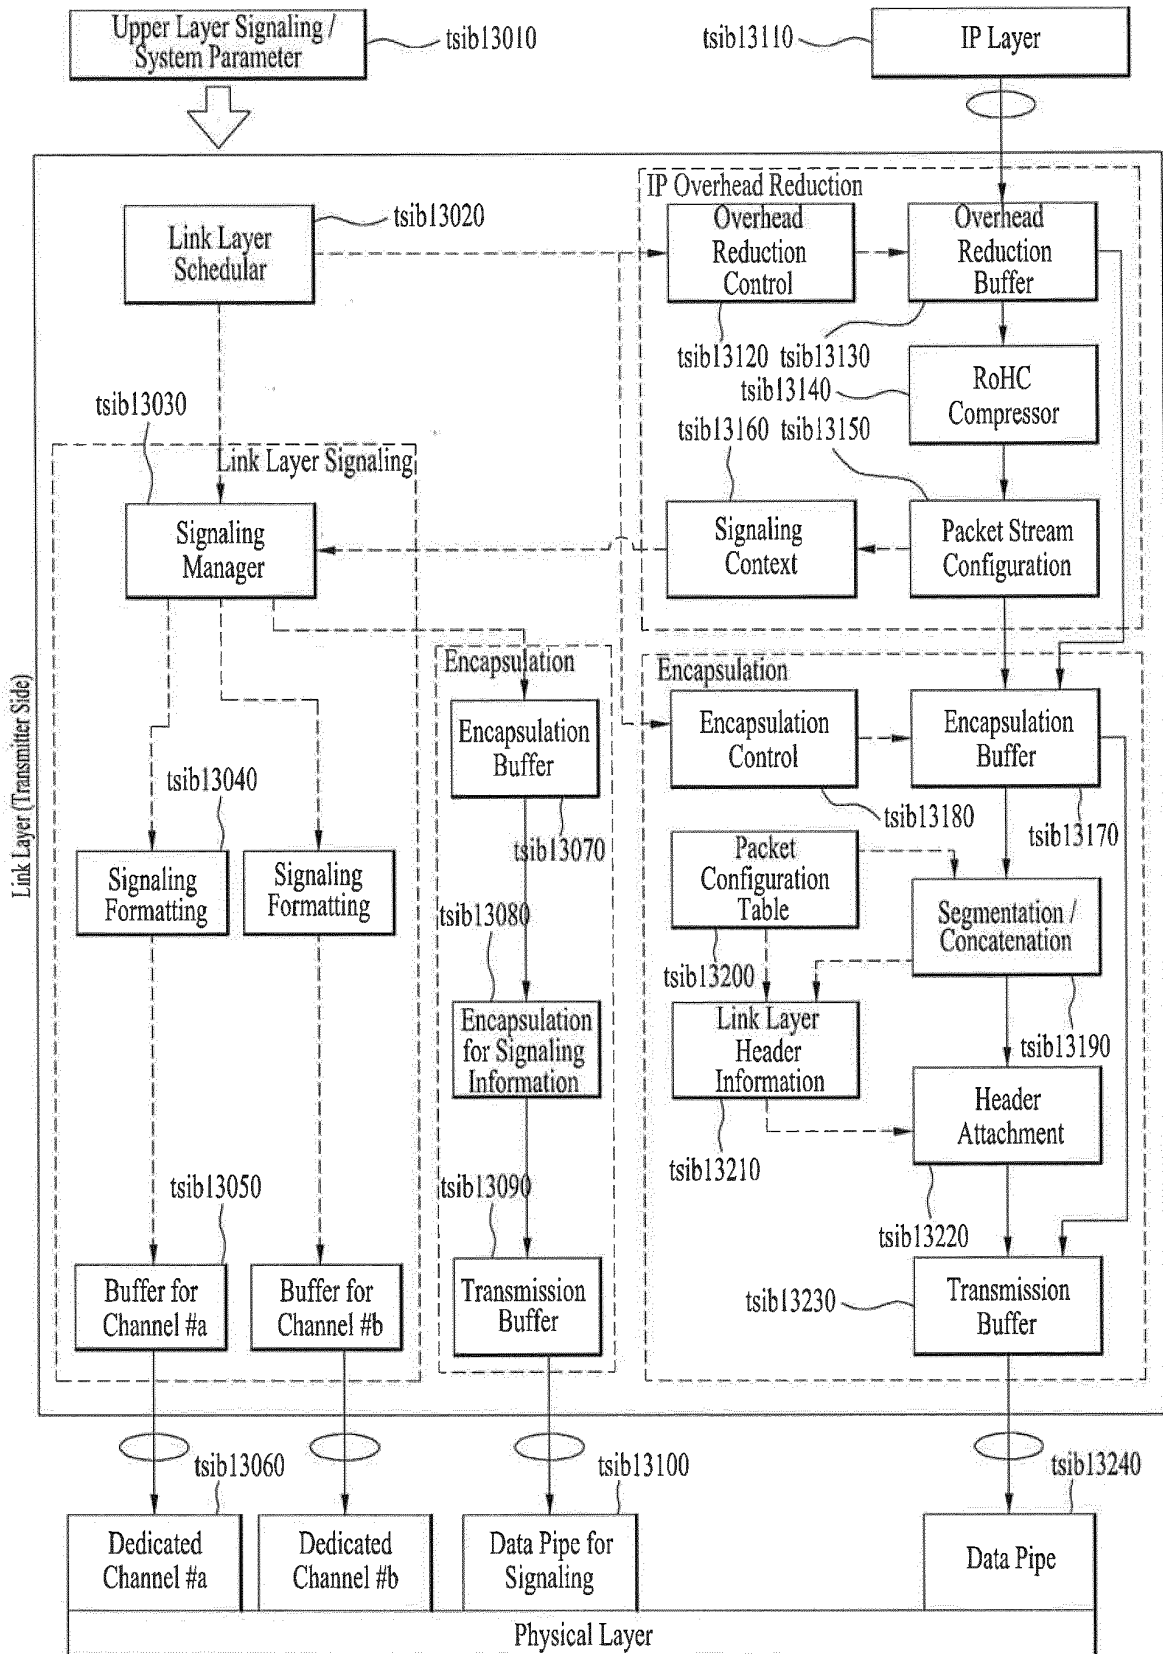 Upper Layer Signaling /
System Parameter
tsib13010
tsib13110
IP Layer
IP Overhead Reduction
tsib13020
Link Layer
Schedular
Overhead
Reduction
Control
Overhead
Reduction
Buffer
tsib13120
tsib13130
tsib13140
RoHC
Compressor
tsib13030
tsib13160
tsib13150
Link Layer Signaling
Signaling
Manager
Signaling
Context
Packet Stream
Configuration
Link Layer (Transmitter Side)
Encapsulation
Encapsulation
Encapsulation
Buffer
Encapsulation
Control
Encapsulation
Buffer
tsib13040
tsib13070
tsib13180
tsib13170
Signaling
Formatting
Signaling
Formatting
Packet
Configuration
Table
Segmentation /
Concatenation
tsib13080
tsib13200
Encapsulation
for Signaling
Information
Link Layer
Header
Information
tsib13190
Header
Attachment
tsib13050
tsib13090
tsib13210
tsib13220
Buffer for
Channel #a
Buffer for
Channel #b
Transmission
Buffer
tsib13230
Transmission
Buffer
tsib13060
tsib13100
tsib13240
Dedicated
Channel #a
Dedicated
Channel #b
Data Pipe for
Signaling
Data Pipe
Physical Layer